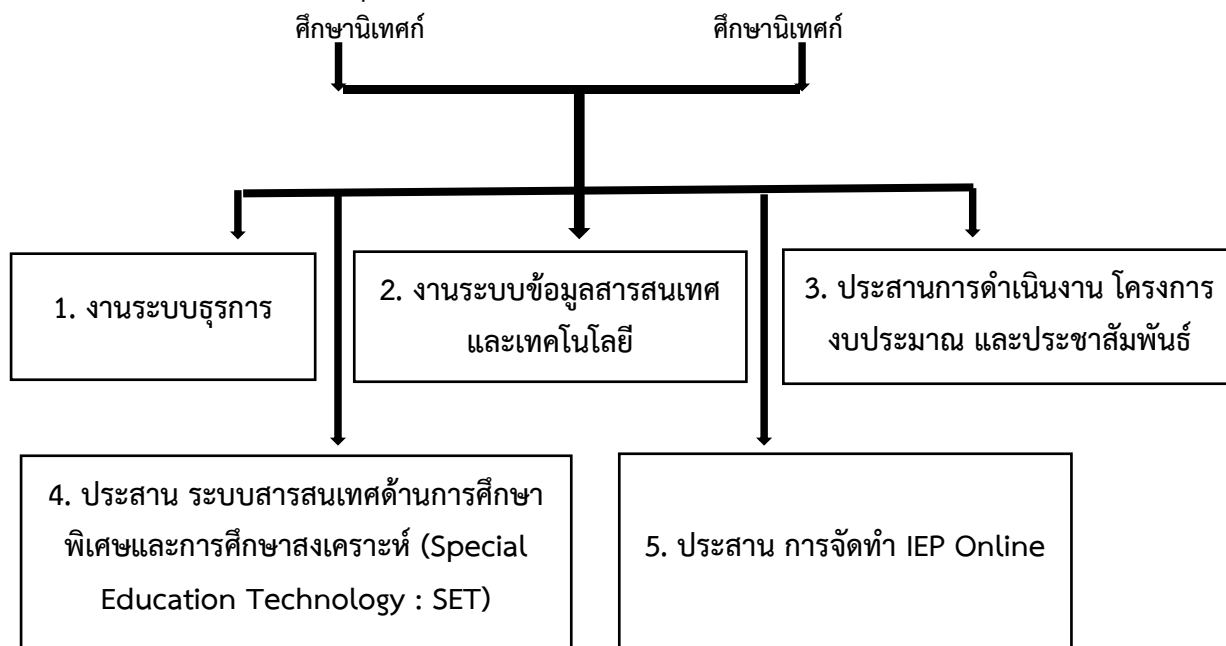 ศึกษานิเทศก์ ศึกษานิเทศก์
1. งานระบบธุรการ
2. งานระบบข้อมูลสารสนเทศ
และเทคโนโลยี
3. ประสานการดำเนินงาน โครงการ
งบประมาณ และประชาสัมพันธ์
4. ประสาน ระบบสารสนเทศด้านการศึกษา
พิเศษและการศึกษาสงเคราะห์ (Special
Education Technology : SET)
5. ประสาน การจัดทำ IEP Online